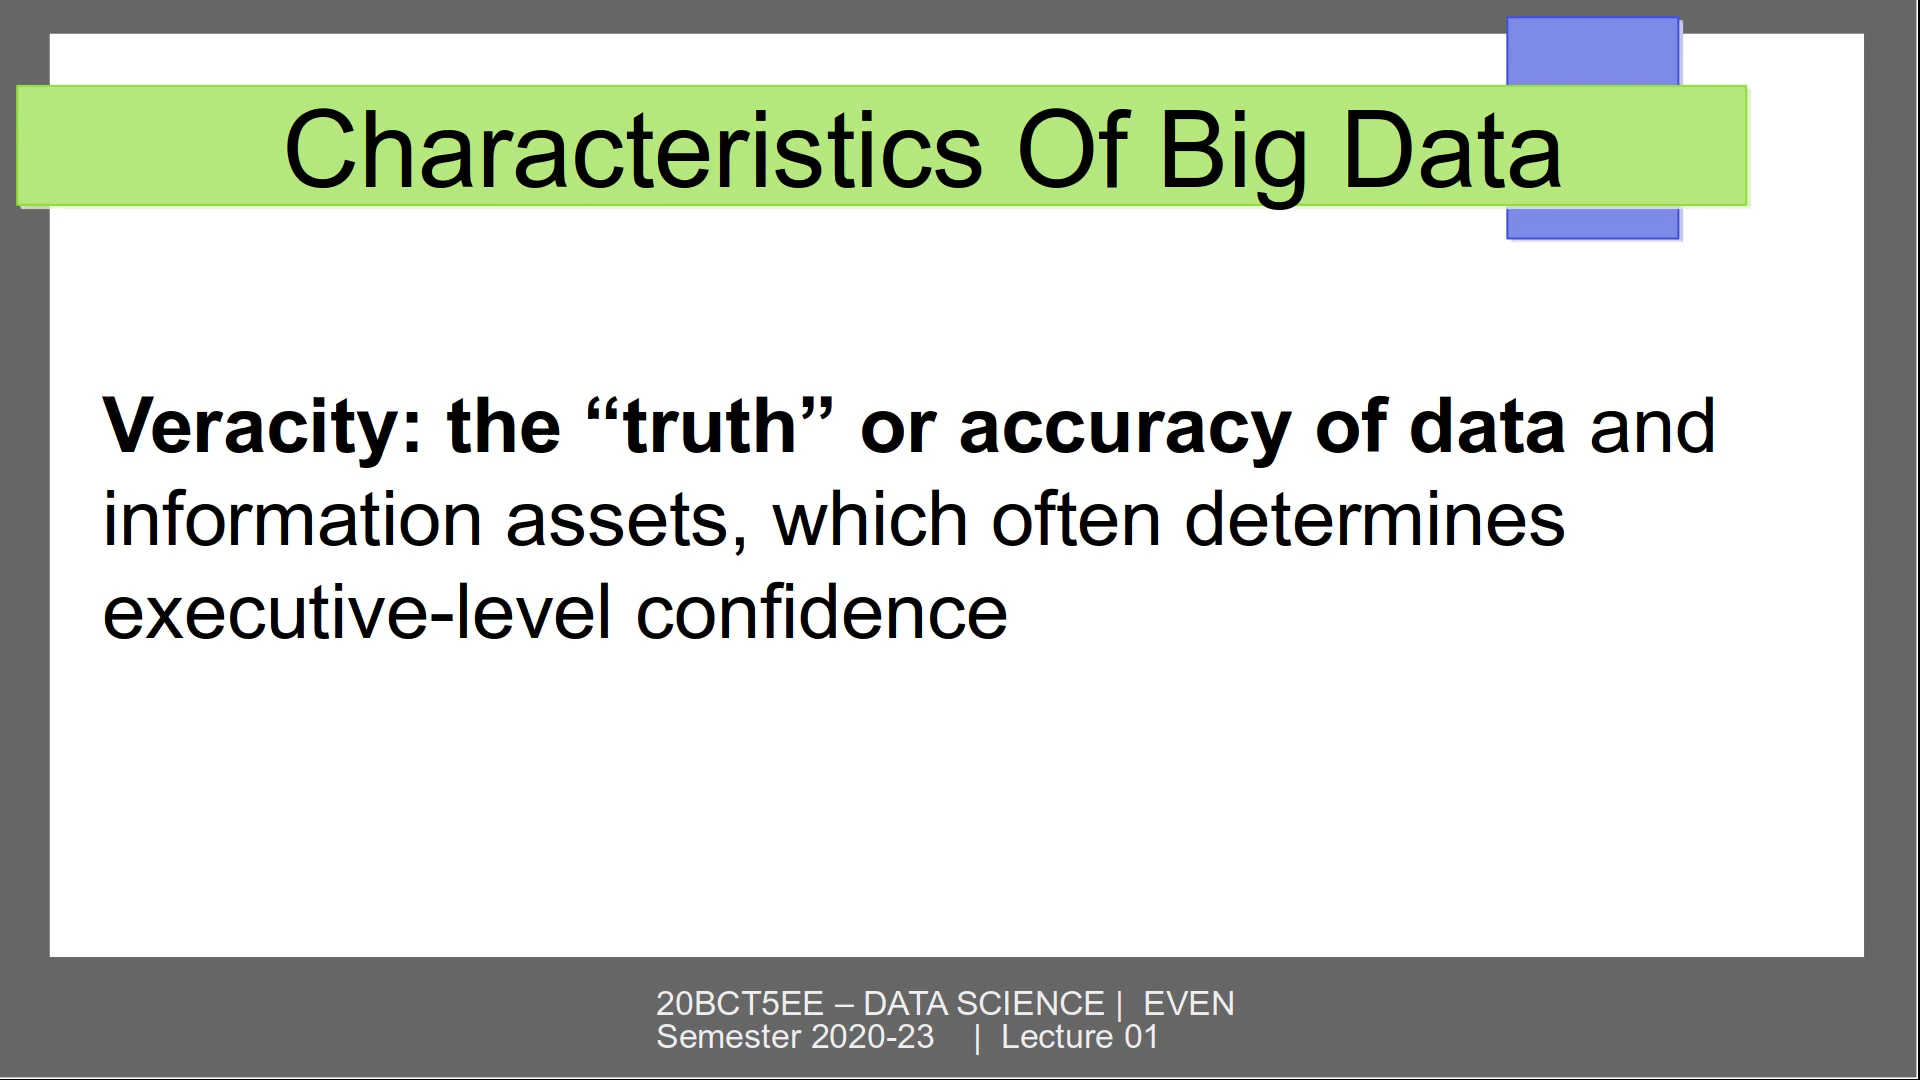 Characteristics Of Big Data
Veracity: the “truth” or accuracy of data and
information assets, which often determines
executive-level confidence
20BCT5EE – DATA SCIENCE | EVEN
Semester 2020-23 | Lecture 01